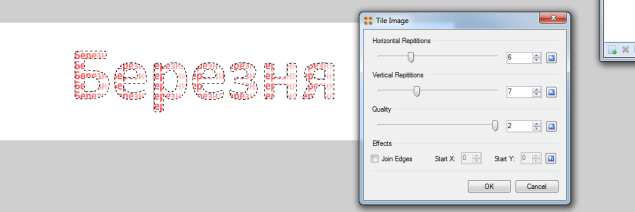 Березня
Tile Image
Horizontal Repititions
6
Vertical Repititions
7
Quality
2
Effects
Join Edges Start X: 0 Start Y: 0
OK Cancel